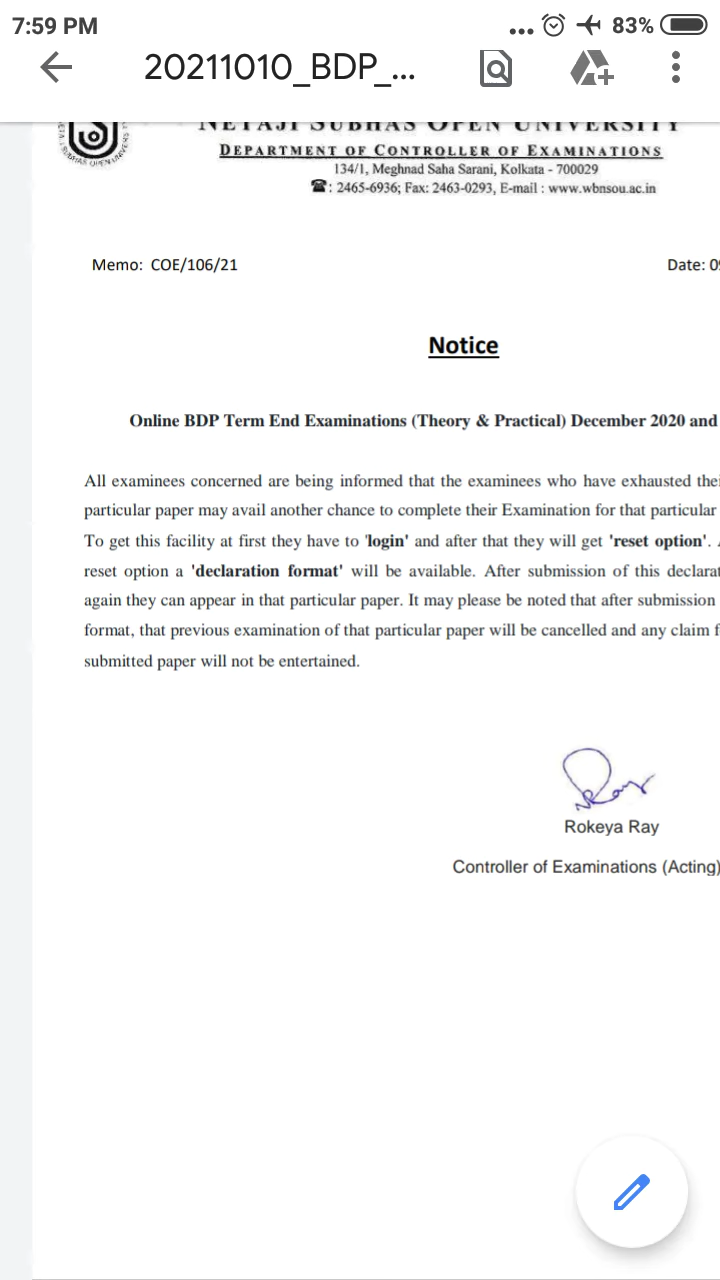 7:59 PM ... 83%
20211010_BDP_...
NETAJI SUBHAS OPEN UNIVERSITY
DEPARTMENT OF CONTROLLER OF EXAMINATIONS
134/1, Meghnad Saha Sarani, Kolkata - 700029
: 2465-6936; Fax: 2463-0293, E-mail : www.wbnsou.ac.in
Memo: COE/106/21 Date: 09
Notice
Online BDP Term End Examinations (Theory & Practical) December 2020 and
All examinees concerned are being informed that the examinees who have exhausted thei
particular paper may avail another chance to complete their Examination for that particular
To get this facility at first they have to 'login' and after that they will get 'reset option'. A
reset option a 'declaration format' will be available. After submission of this declarat
again they can appear in that particular paper. It may please be noted that after submission
format, that previous examination of that particular paper will be cancelled and any claim f
submitted paper will not be entertained.
RRay
Rokeya Ray
Controller of Examinations (Acting)